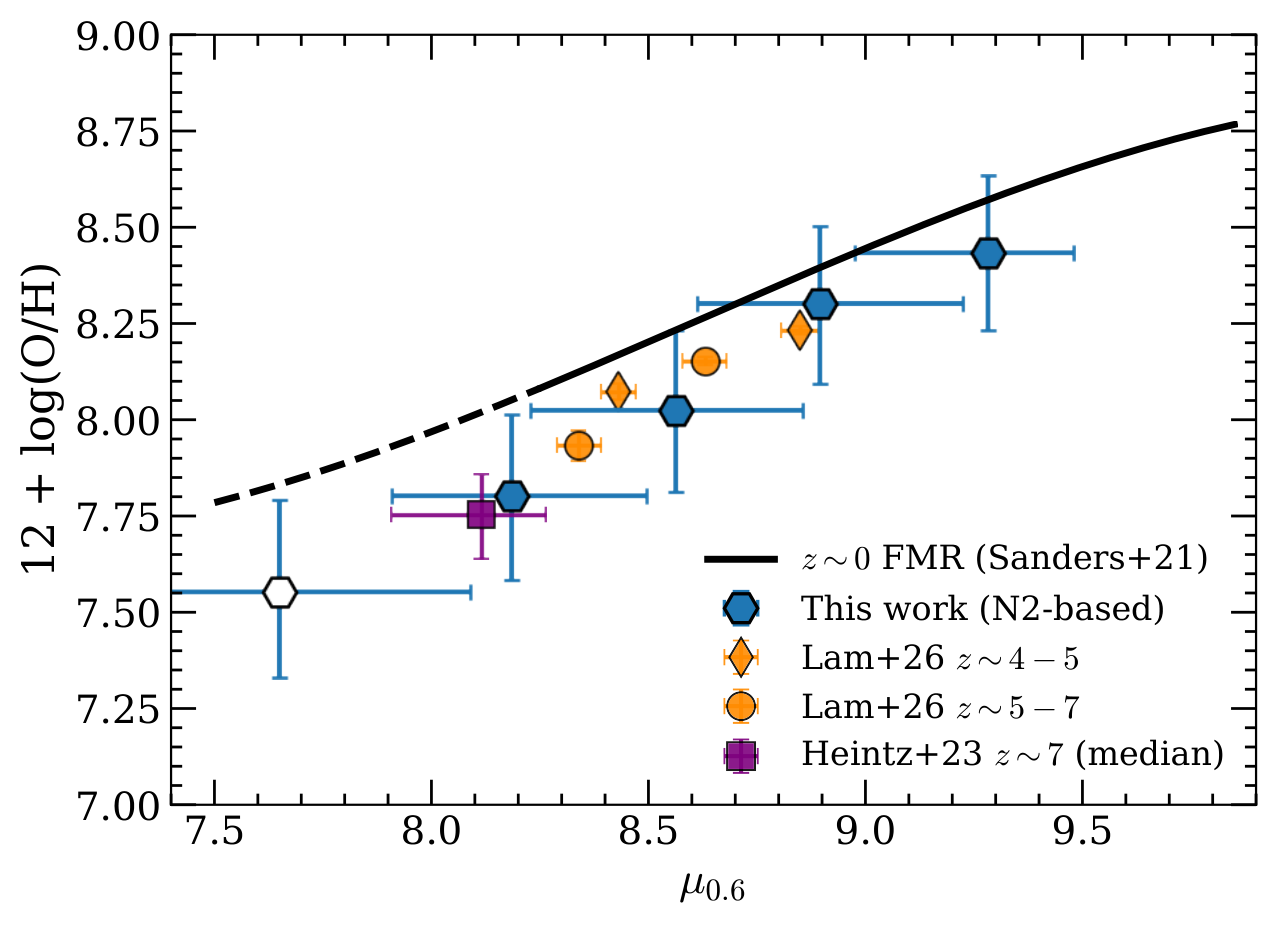 9.00
8.75
8.50
8.25
8.00
7.75
7.50
7.25
7.00
12 + log(O/H)
z ~ 0 FMR (Sanders+21)
This work (N2-based)
Lam+26 z ~ 4 − 5
Lam+26 z ~ 5 − 7
Heintz+23 z ~ 7 (median)
7.5 8.0 8.5 9.0 9.5
μ0.6